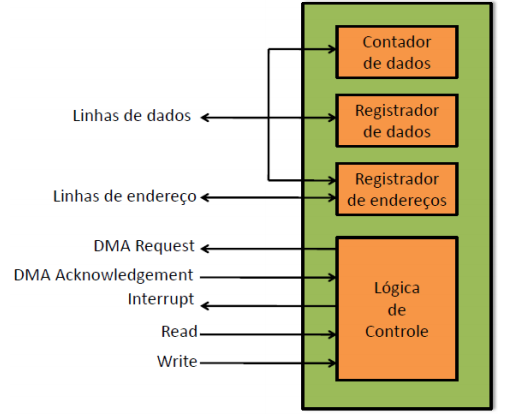 Contador
de dados
Linhas de dados
Registrador
de dados
Linhas de endereço
Registrador
de endereços
DMA Request
DMA Acknowledgement
Interrupt
Read
Write
Lógica
de
Controle